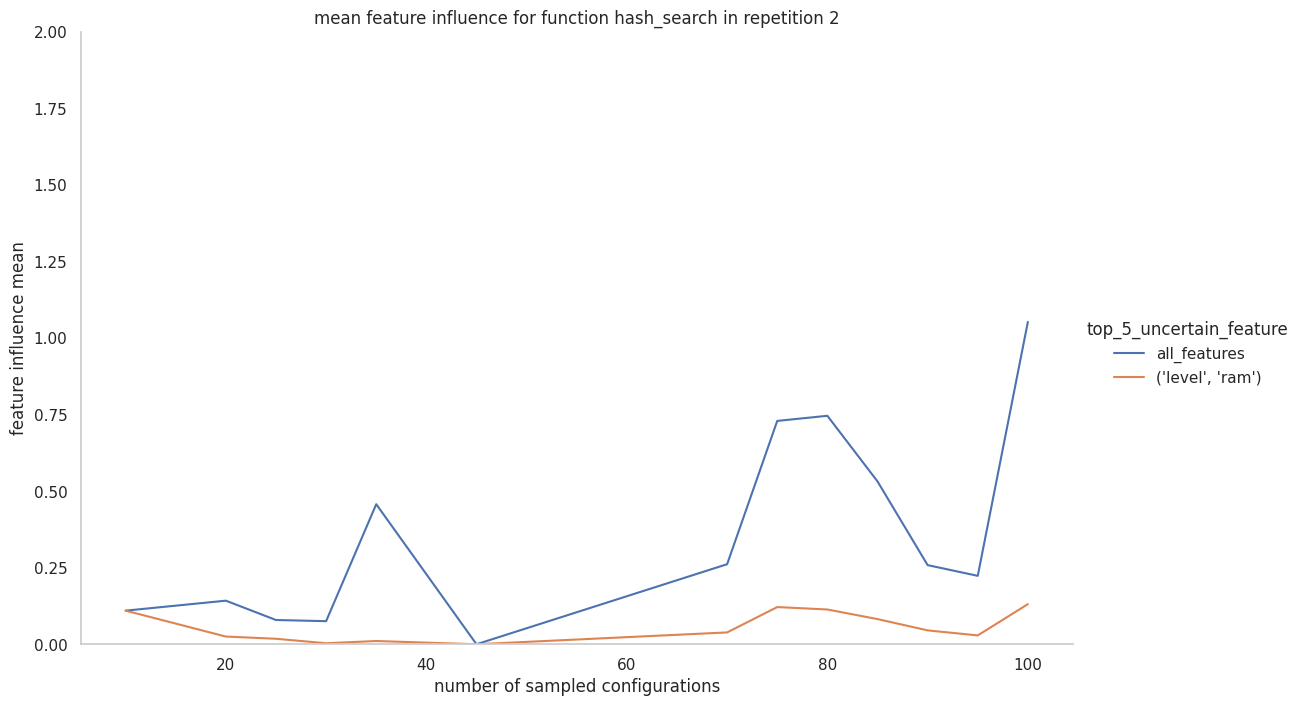 mean feature influence for function hash_search in repetition 2
2.00
1.75
1.50
1.25
1.00
0.75
0.50
0.25
0.00
feature influence mean
20
40
60
80
100
number of sampled configurations
top_5_uncertain_feature
all_features
('level', 'ram')